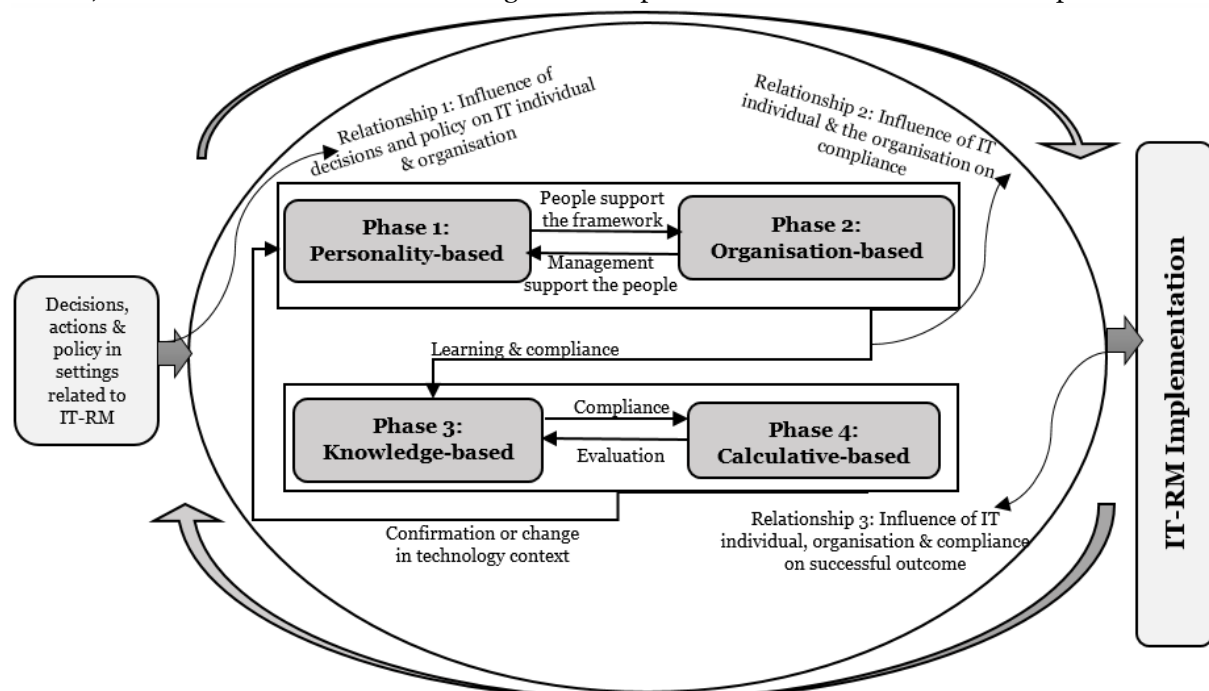 Relationship 1: Influence of
decisions and policy on IT individual
& organisation
Relationship 2: Influence of IT
individual & the organisation on
compliance
People support
the framework
Phase 1:
Personality-based
Phase 2:
Organisation-based
Management
support the people
Decisions,
actions &
policy in
settings
related to
IT-RM
Learning & compliance
Phase 3:
Knowledge-based
Compliance
Evaluation
Phase 4:
Calculative-based
Confirmation or change
in technology context
Relationship 3: Influence of IT
individual, organisation & compliance
on successful outcome
IT-RM Implementation